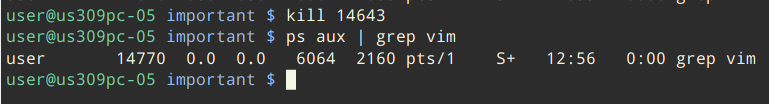 user@us309pc-05 important $ kill 14643
user@us309pc-05 important $ ps aux | grep vim
user     14770  0.0  0.0   6064  2160 pts/1    S+   12:56   0:00 grep vim
user@us309pc-05 important $